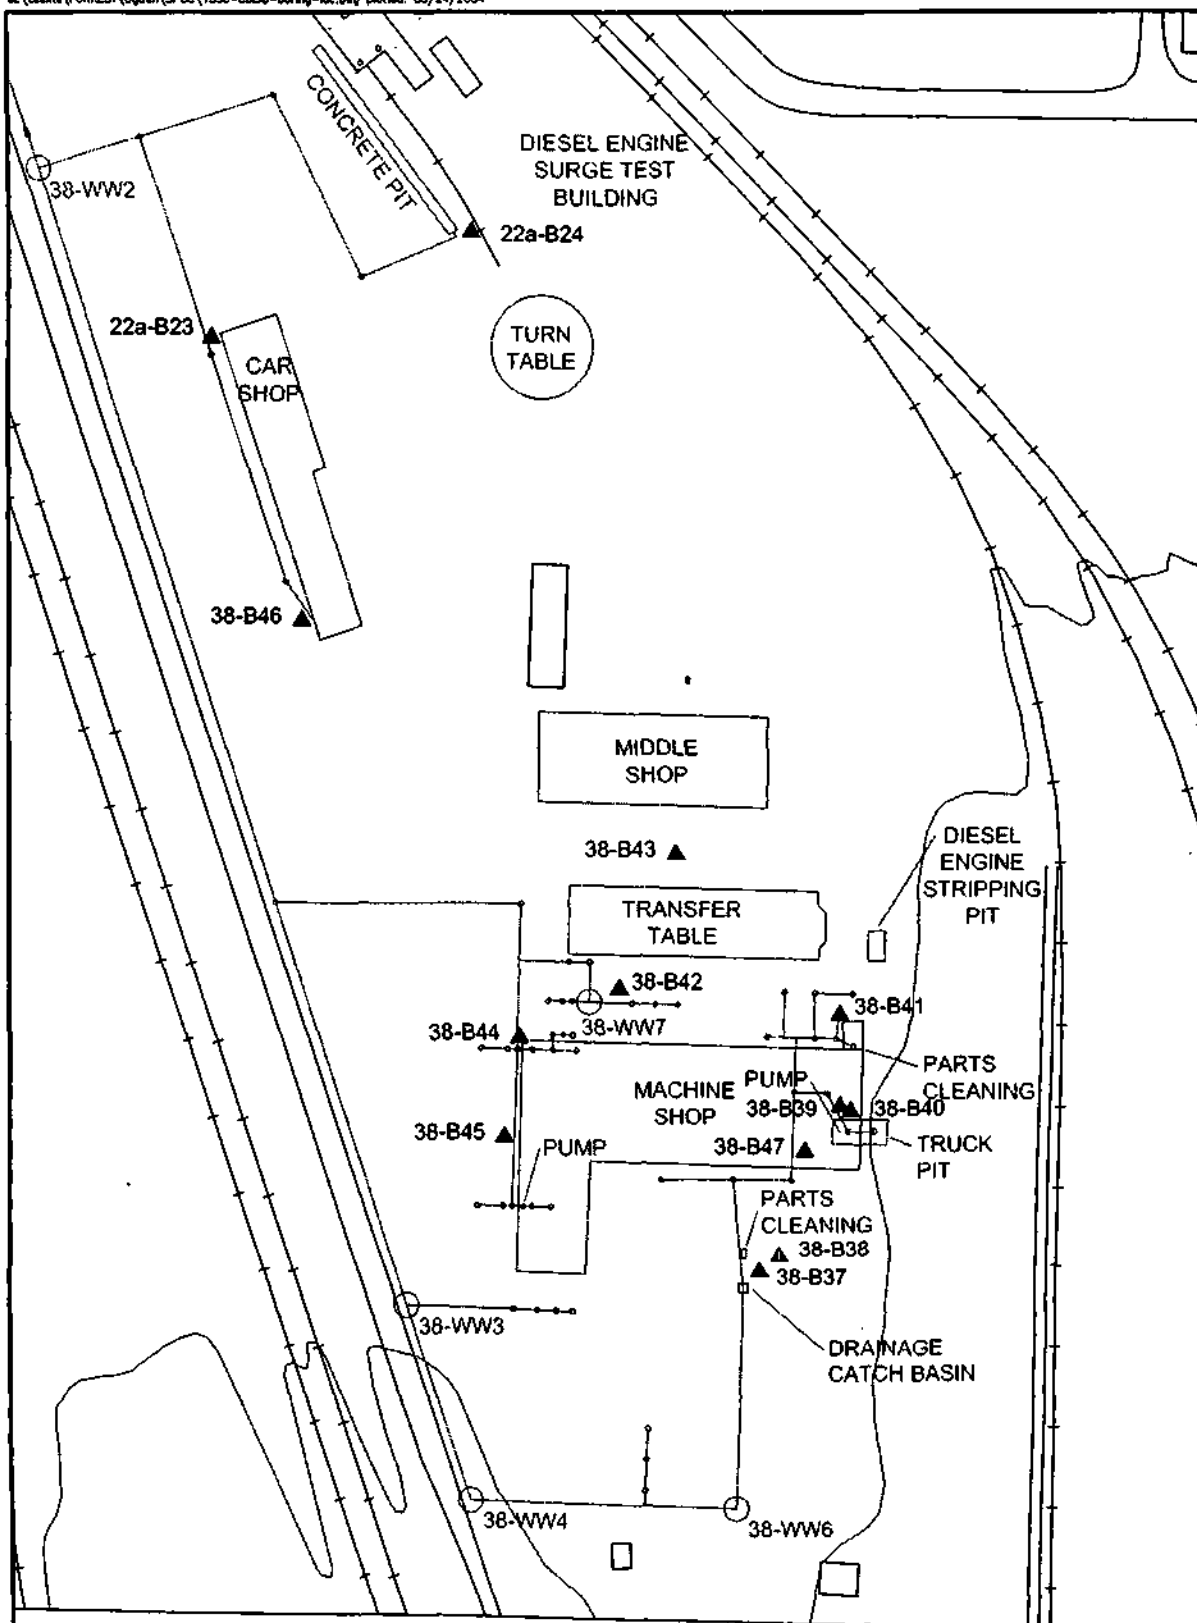 CONCRETE PIT
DIESEL ENGINE
SURGE TEST
BUILDING
38-WW2
22a-B24
22a-B23
TURN
TABLE
CAR
SHOP
38-B46
MIDDLE
SHOP
38-B43
DIESEL
ENGINE
STRIPPING
PIT
TRANSFER
TABLE
38-B42
38-B41
38-WW7
38-B44
PARTS
CLEANING
PUMP
MACHINE
SHOP
38-B39
38-B40
38-B45
PUMP
38-B47
TRUCK
PIT
PARTS
CLEANING
38-B38
38-B37
38-WW3
DRAINAGE
CATCH BASIN
38-WW4
38-WW6